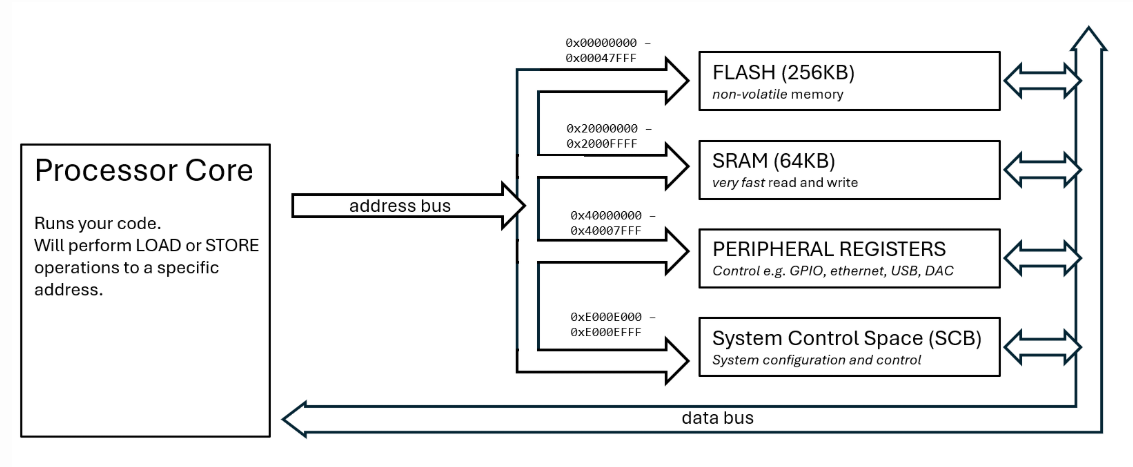 Processor Core
Runs your code.
Will perform LOAD or STORE
operations to a specific
address.
address bus
0x00000000 –
0x00047FFF
FLASH (256KB)
non-volatile memory
0x20000000 –
0x2000FFFF
SRAM (64KB)
very fast read and write
0x40000000 –
0x40007FFF
PERIPHERAL REGISTERS
Control e.g. GPIO, ethernet, USB, DAC
0xE000E000 –
0xE000EFFF
System Control Space (SCB)
System configuration and control
data bus